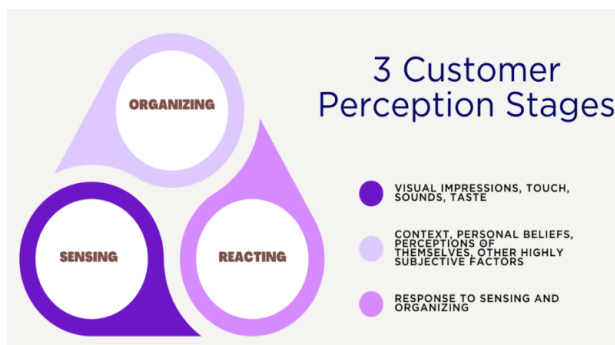 3 Customer
Perception Stages
ORGANIZING
SENSING
REACTING
VISUAL IMPRESSIONS, TOUCH,
SOUNDS, TASTE
CONTEXT, PERSONAL BELIEFS,
PERCEPTIONS OF
THEMSELVES, OTHER HIGHLY
SUBJECTIVE FACTORS
RESPONSE TO SENSING AND
ORGANIZING